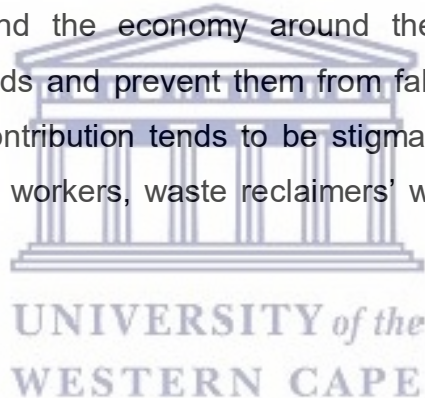 nd the economy around the
ds and prevent them from fal
ontribution tends to be stigma
workers, waste reclaimers' w
UNIVERSITY of the
WESTERN CAPE